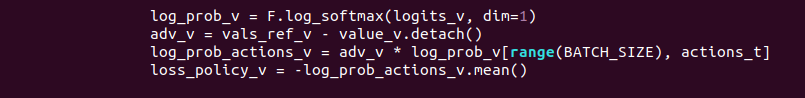 log_prob_v = F.log_softmax(logits_v, dim=1)
adv_v = vals_ref_v - value_v.detach()
log_prob_actions_v = adv_v * log_prob_v[range(BATCH_SIZE), actions_t]
loss_policy_v = -log_prob_actions_v.mean()